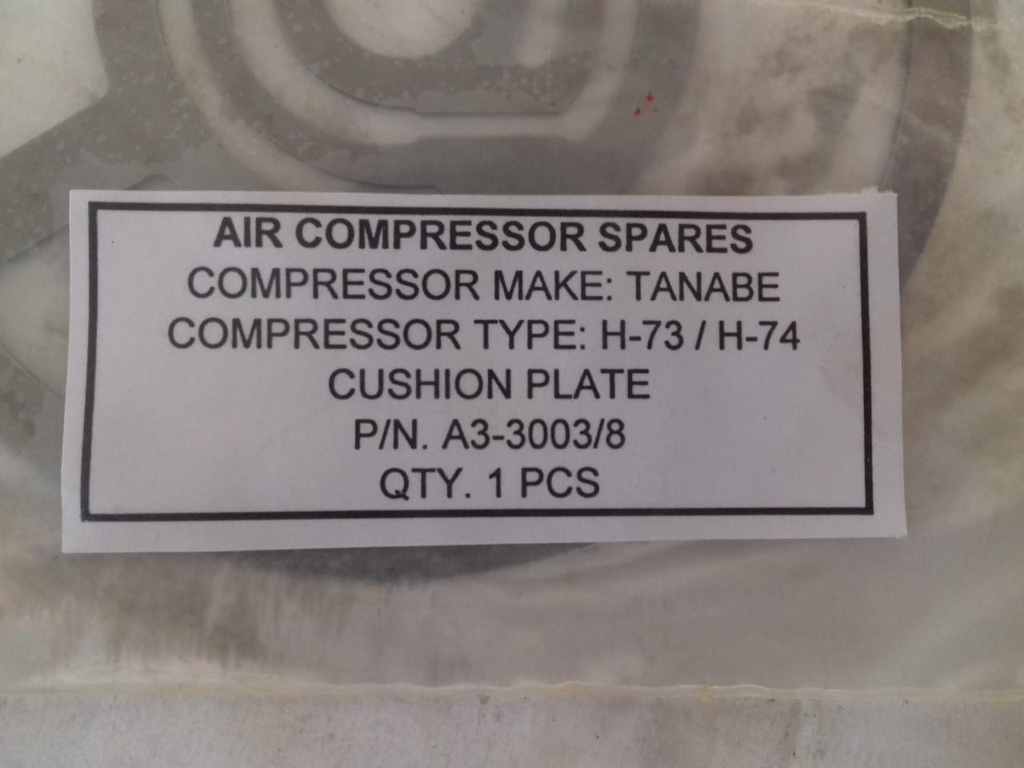 AIR COMPRESSOR SPARES
COMPRESSOR MAKE: TANABE
COMPRESSOR TYPE: H-73 / H-74
CUSHION PLATE
P/N. A3-3003/8
QTY. 1 PCS